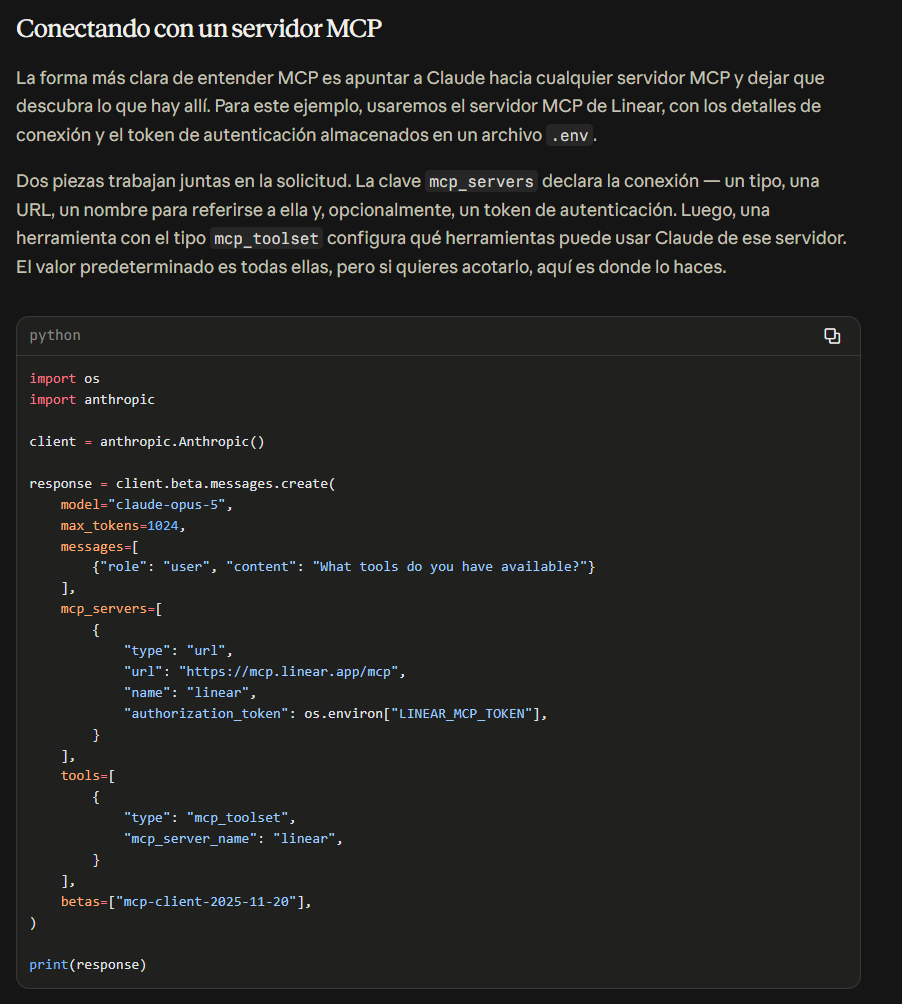 Conectando con un servidor MCP
La forma más clara de entender MCP es apuntar a Claude hacia cualquier servidor MCP y dejar que
descubra lo que hay allí. Para este ejemplo, usaremos el servidor MCP de Linear, con los detalles de
conexión y el token de autenticación almacenados en un archivo .env.
Dos piezas trabajan juntas en la solicitud. La clave mcp_servers declara la conexión — un tipo, una
URL, un nombre para referirse a ella y, opcionalmente, un token de autenticación. Luego, una
herramienta con el tipo mcp_toolset configura qué herramientas puede usar Claude de ese servidor.
El valor predeterminado es todas ellas, pero si quieres acotarlo, aquí es donde lo haces.
python
import os
import anthropic
client = anthropic.Anthropic()
response = client.beta.messages.create(
    model="claude-opus-5",
    max_tokens=1024,
    messages=[
        {"role": "user", "content": "What tools do you have available?"}
    ],
    mcp_servers=[
        {
            "type": "url",
            "url": "https://mcp.linear.app/mcp",
            "name": "linear",
            "authorization_token": os.environ["LINEAR_MCP_TOKEN"],
        }
    ],
    tools=[
        {
            "type": "mcp_toolset",
            "mcp_server_name": "linear",
        }
    ],
    betas=["mcp-client-2025-11-20"],
)
print(response)